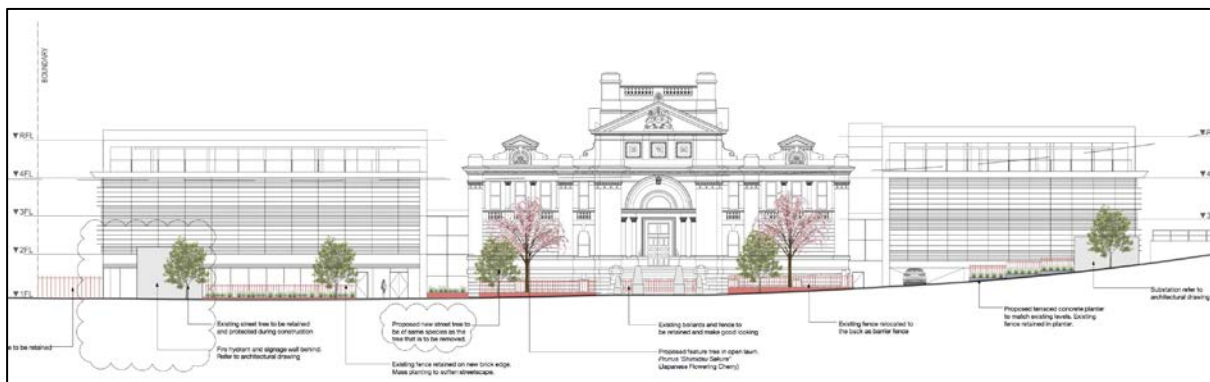 BOUNDARY
RFL
4FL
3FL
2FL
1FL
R
4
3
e to be retained
Existing street tree to be retained
and protected during construction
Fire hydrant and signage wall behind.
Refer to architectural drawing
Existing fence retained on new brick edge.
Mass planting to soften streetscape.
Proposed new street tree to
be of same species as the
tree that is to be removed.
Existing bollards and fence to
be retained and make good looking
Proposed feature tree in open lawn.
Prunus 'Shimidsu Sakura'
(Japanese Flowering Cherry)
Existing fence relocated to
the back as barrier fence
Proposed terraced concrete planter
to match existing levels. Existing
fence retained in planter.
Substation refer to
architectural drawing